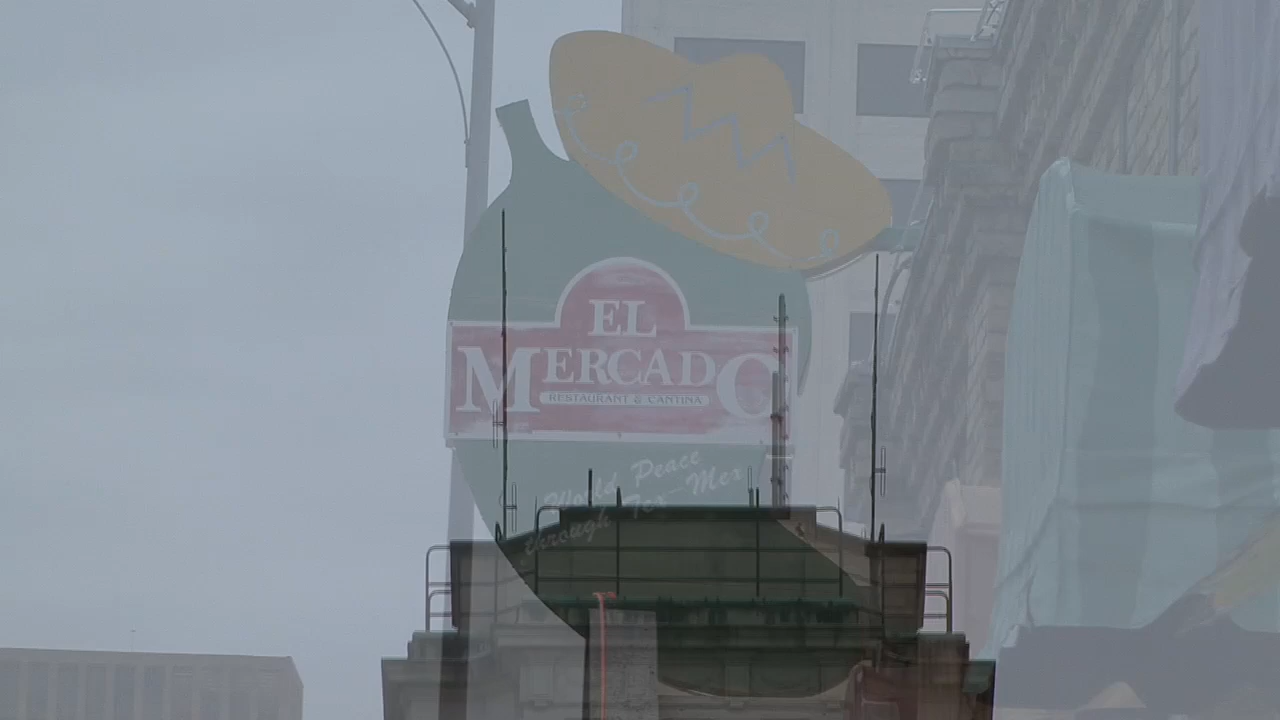 EL
MERCADO
RESTAURANT & CANTINA
World Peace
through Tex-Mex